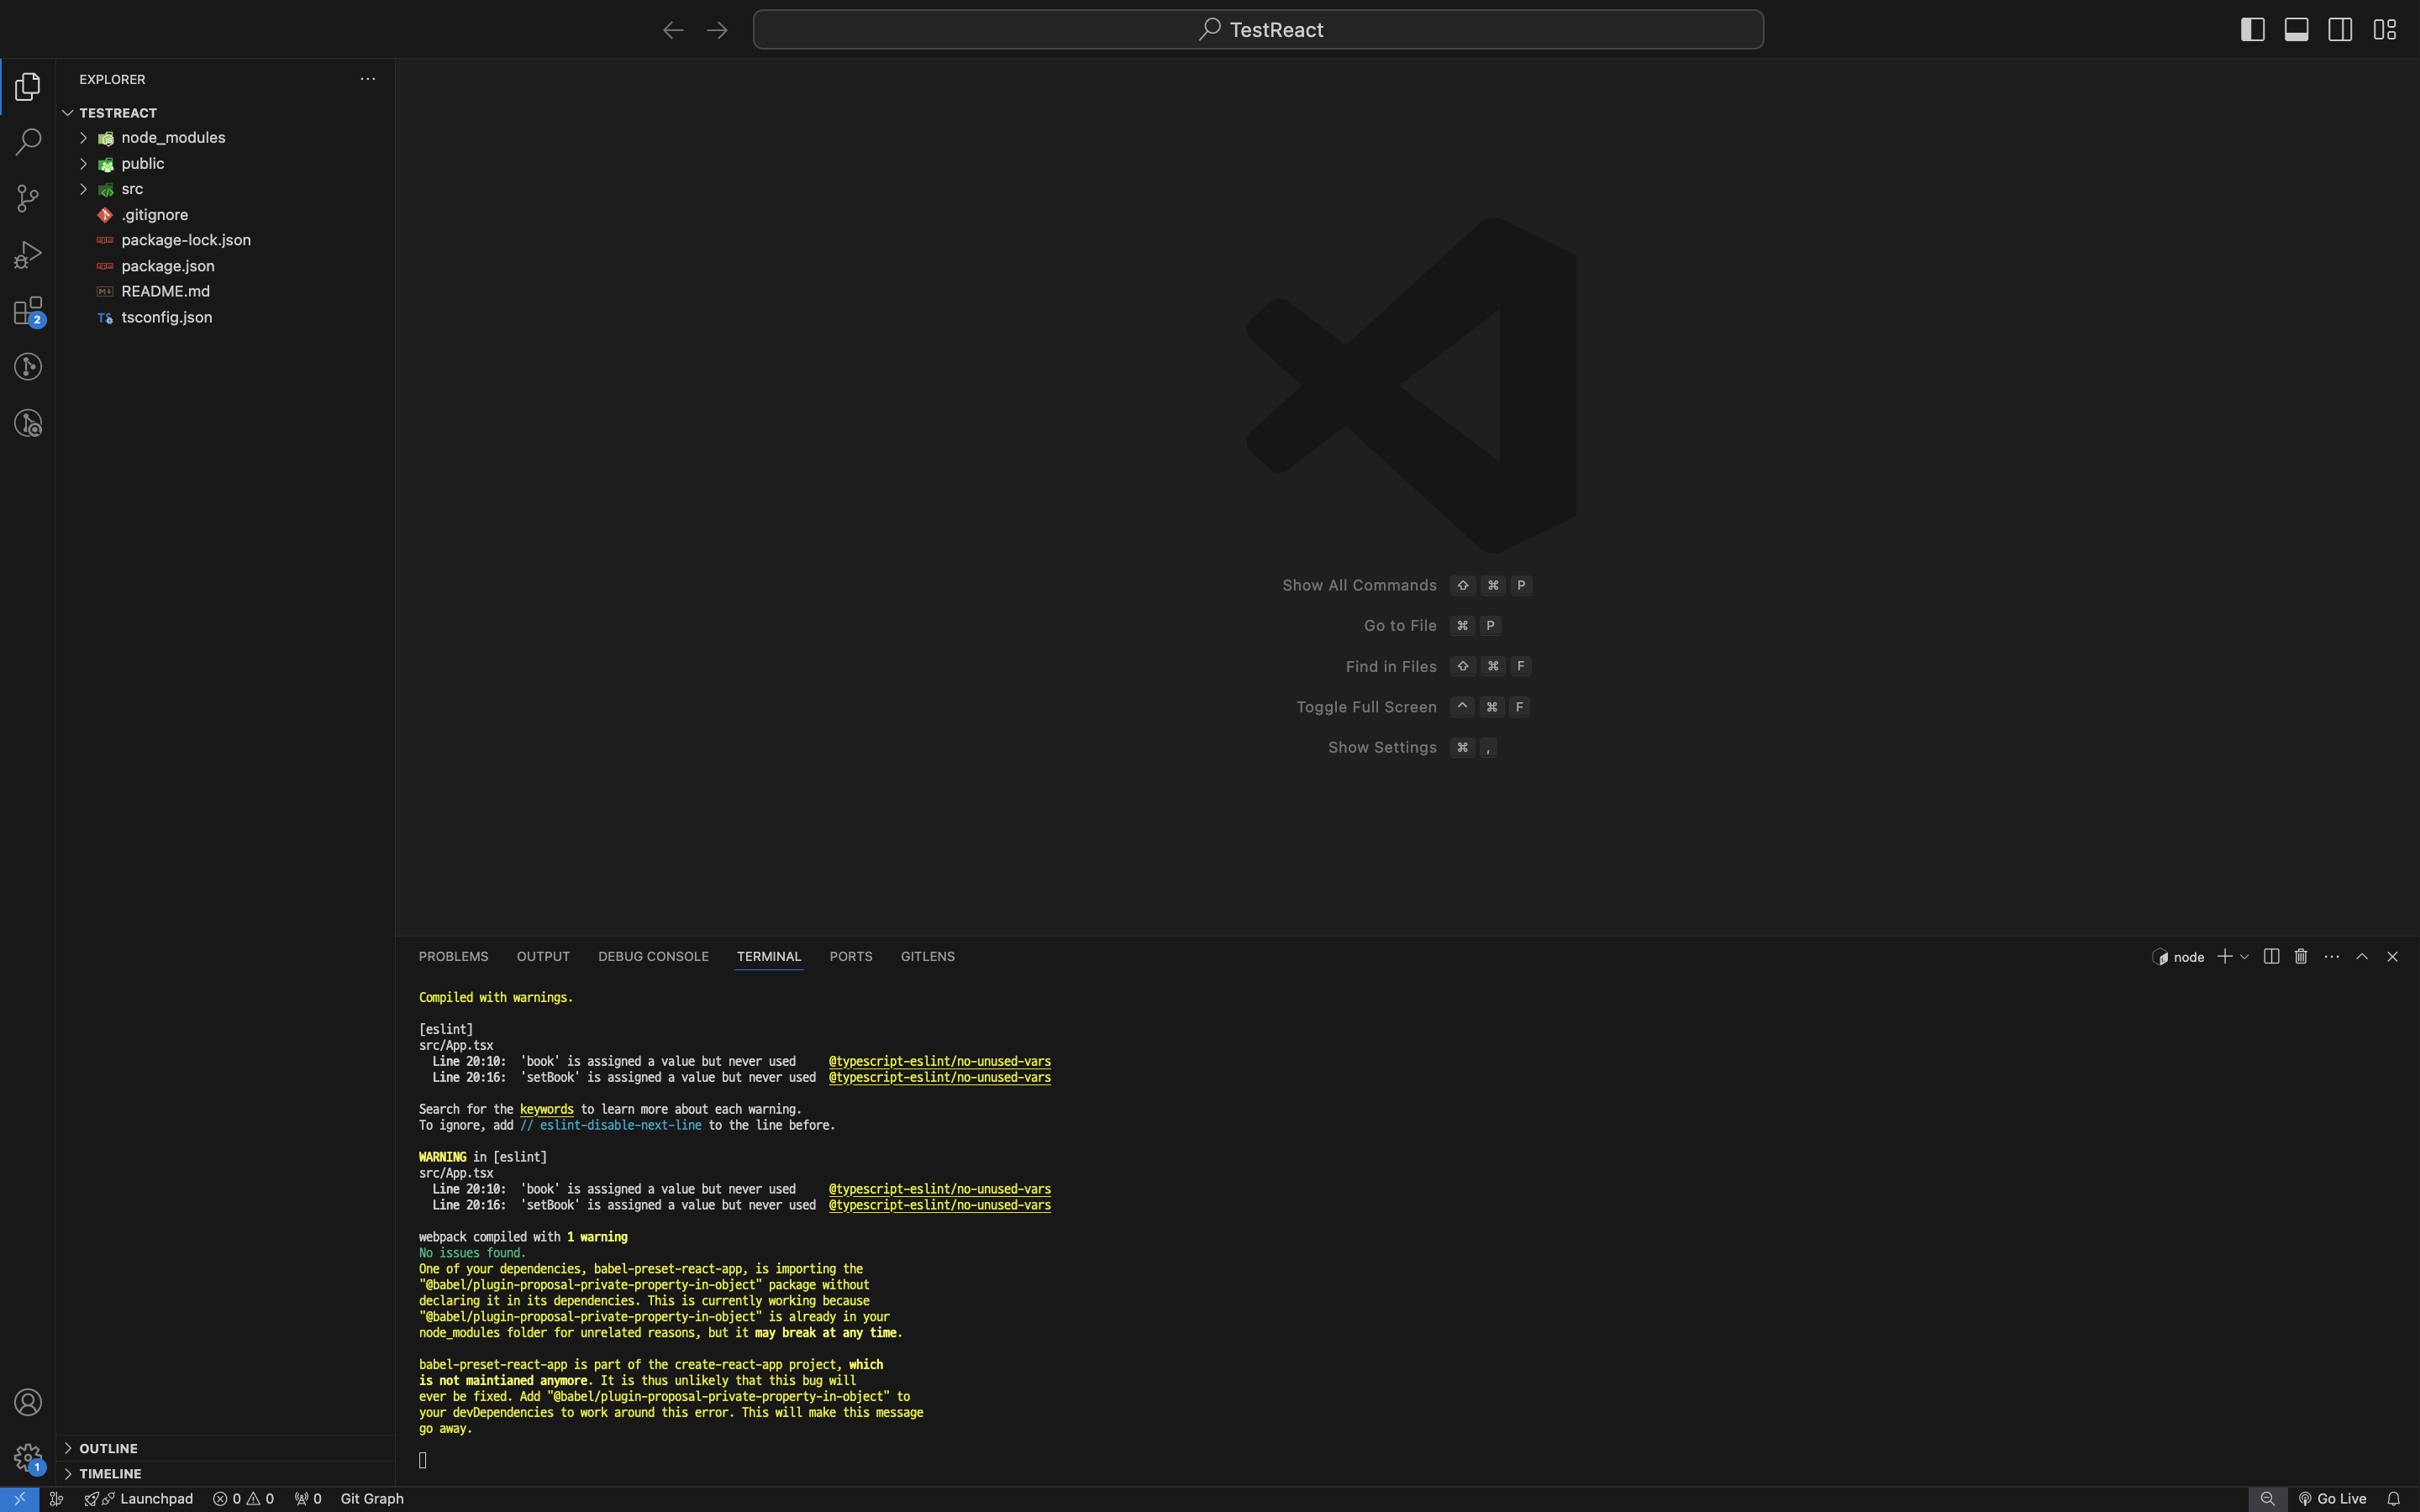 TestReact
EXPLORER
TESTREACT
node_modules
public
src
.gitignore
package-lock.json
package.json
README.md
tsconfig.json
2
Show All Commands ⇧ ⌘ P
Go to File ⌘ P
Find in Files ⇧ ⌘ F
Toggle Full Screen ^ ⌘ F
Show Settings ⌘ ,
PROBLEMS OUTPUT DEBUG CONSOLE TERMINAL PORTS GITLENS
node
Compiled with warnings.
[eslint]
src/App.tsx
Line 20:10: 'book' is assigned a value but never used @typescript-eslint/no-unused-vars
Line 20:16: 'setBook' is assigned a value but never used @typescript-eslint/no-unused-vars
Search for the keywords to learn more about each warning.
To ignore, add // eslint-disable-next-line to the line before.
WARNING in [eslint]
src/App.tsx
Line 20:10: 'book' is assigned a value but never used @typescript-eslint/no-unused-vars
Line 20:16: 'setBook' is assigned a value but never used @typescript-eslint/no-unused-vars
webpack compiled with 1 warning
No issues found.
One of your dependencies, babel-preset-react-app, is importing the
"@babel/plugin-proposal-private-property-in-object" package without
declaring it in its dependencies. This is currently working because
"@babel/plugin-proposal-private-property-in-object" is already in your
node_modules folder for unrelated reasons, but it may break at any time.
babel-preset-react-app is part of the create-react-app project, which
is not maintianed anymore. It is thus unlikely that this bug will
ever be fixed. Add "@babel/plugin-proposal-private-property-in-object" to
your devDependencies to work around this error. This will make this message
go away.
OUTLINE
TIMELINE
1
Launchpad 0 0 0 Git Graph
Go Live